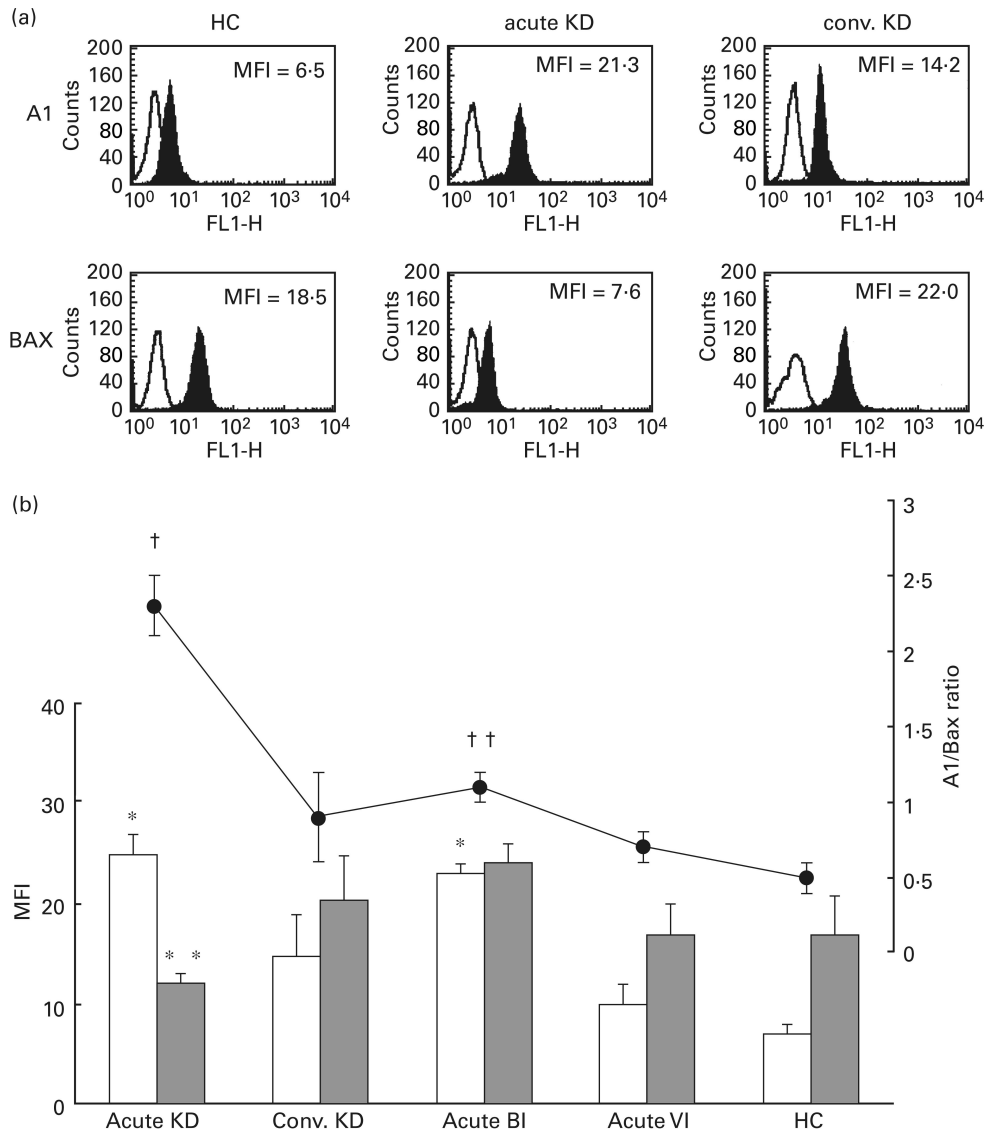 (a)
HC acute KD conv. KD
A1
Counts
200
160
120
80
40
0
MFI = 6·5
10⁰ 10¹ 10² 10³ 10⁴
FL1-H
Counts
200
160
120
80
40
0
MFI = 21·3
10⁰ 10¹ 10² 10³ 10⁴
FL1-H
Counts
200
160
120
80
40
0
MFI = 14·2
10⁰ 10¹ 10² 10³ 10⁴
FL1-H
BAX
Counts
200
160
120
80
40
0
MFI = 18·5
10⁰ 10¹ 10² 10³ 10⁴
FL1-H
Counts
200
160
120
80
40
0
MFI = 7·6
10⁰ 10¹ 10² 10³ 10⁴
FL1-H
Counts
200
160
120
80
40
0
MFI = 22·0
10⁰ 10¹ 10² 10³ 10⁴
FL1-H
(b)
MFI
40
30
20
10
0
†
† †
*
* *
*
3
2·5
2
1·5
1
0·5
0
A1/Bax ratio
Acute KD Conv. KD Acute BI Acute VI HC